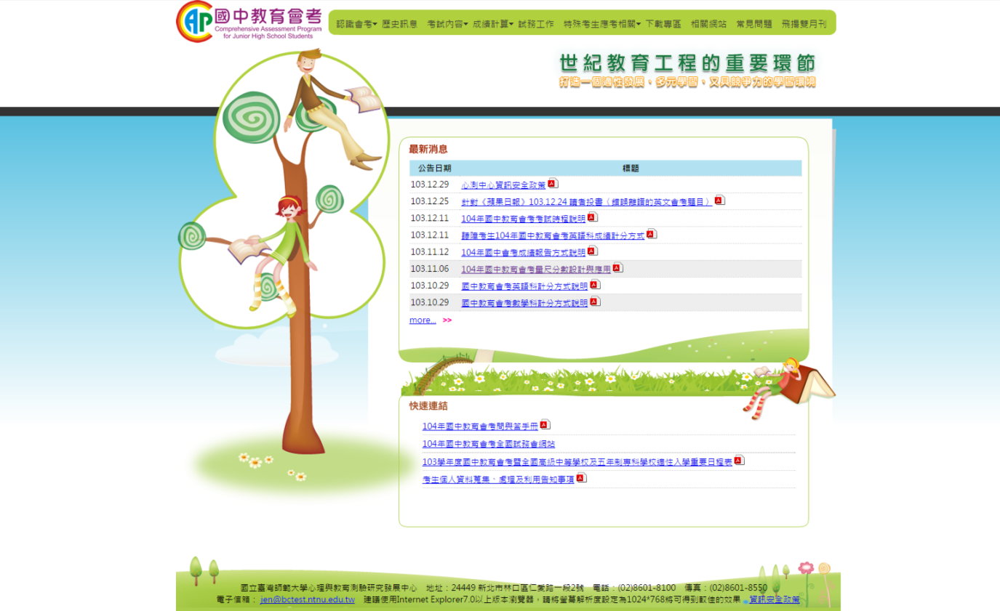 CAP 國中教育會考
Comprehensive Assessment Program
for Junior High School Students
認識會考 歷史訊息 考試內容 成績計算 試務工作 特殊考生應考相關 下載專區 相關網站 常見問題 飛揚雙月刊
世紀教育工程的重要環節
打造一個適性發展、多元學習、又具競爭力的學習環境
最新消息
公告日期 標題
103.12.29 心測中心資訊安全政策
103.12.25 針對《蘋果日報》103.12.24 讀者投書〈錯誤離譜的英文會考題目〉
103.12.11 104年國中教育會考考試時程說明
103.12.11 聽障考生104年國中教育會考英語科成績計分方式
103.11.12 104年國中會考成績報告方式說明
103.11.06 104年國中教育會考量尺分數設計與應用
103.10.29 國中教育會考英語科計分方式說明
103.10.29 國中教育會考數學科計分方式說明
more... >>
快速連結
104年國中教育會考問與答手冊
104年國中教育會考全國試務會網站
103學年度國中教育會考暨全國高級中等學校及五年制專科學校適性入學重要日程表
考生個人資料蒐集、處理及利用告知事項
國立臺灣師範大學心理與教育測驗研究發展中心 地址：24449 新北市林口區仁愛路一段2號 電話：(02)8601-8100 傳真：(02)8601-8550
電子信箱： jen@bctest.ntnu.edu.tw 建議使用Internet Explorer7.0以上版本瀏覽器，請將螢幕解析度設定為1024*768將可得到較佳的效果 資訊安全政策